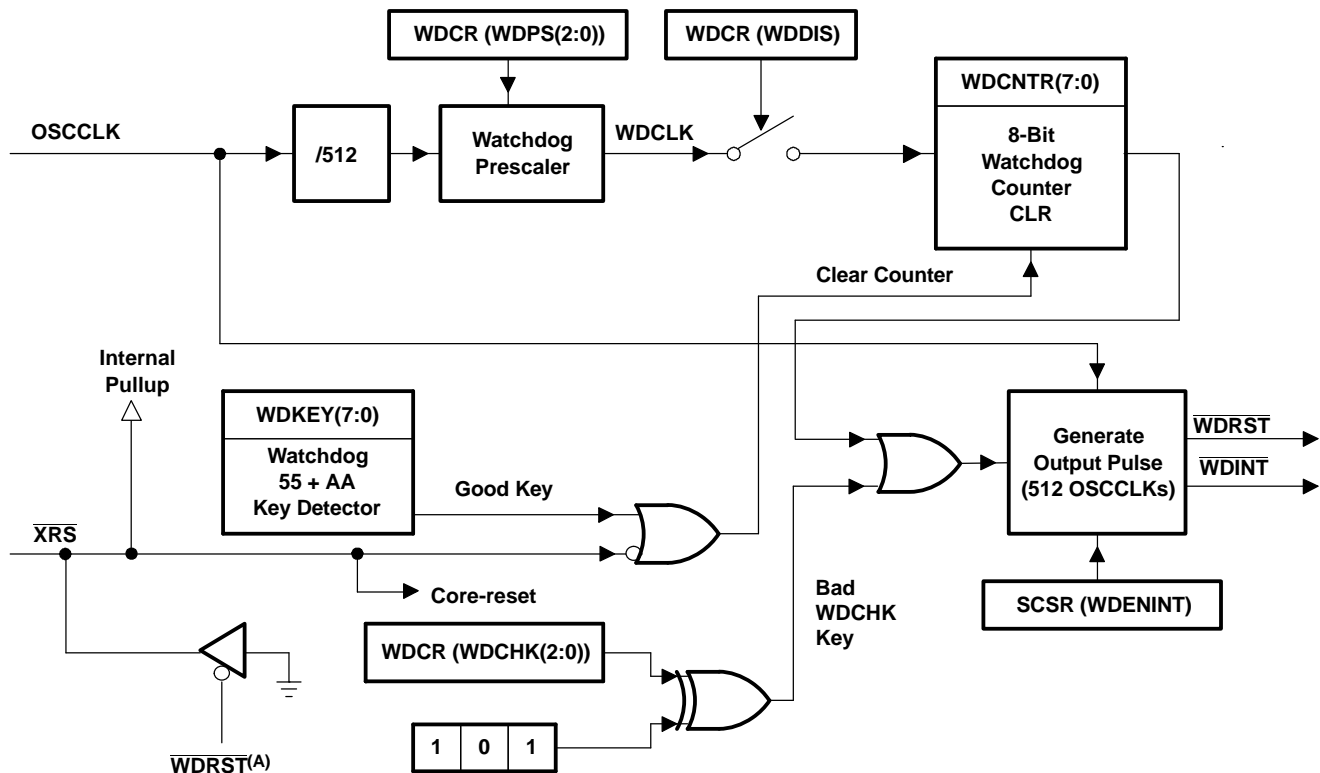 WDCR (WDPS(2:0))
WDCR (WDDIS)
WDCNTR(7:0)
OSCCLK
/512
Watchdog
Prescaler
WDCLK
8-Bit
Watchdog
Counter
CLR
Clear Counter
Internal
Pullup
WDKEY(7:0)
Watchdog
55 + AA
Key Detector
Good Key
Generate
Output Pulse
(512 OSCCLKs)
WDRST
WDINT
XRS
Core-reset
Bad
WDCHK
Key
SCSR (WDENINT)
WDCR (WDCHK(2:0))
1 0 1
WDRST(A)